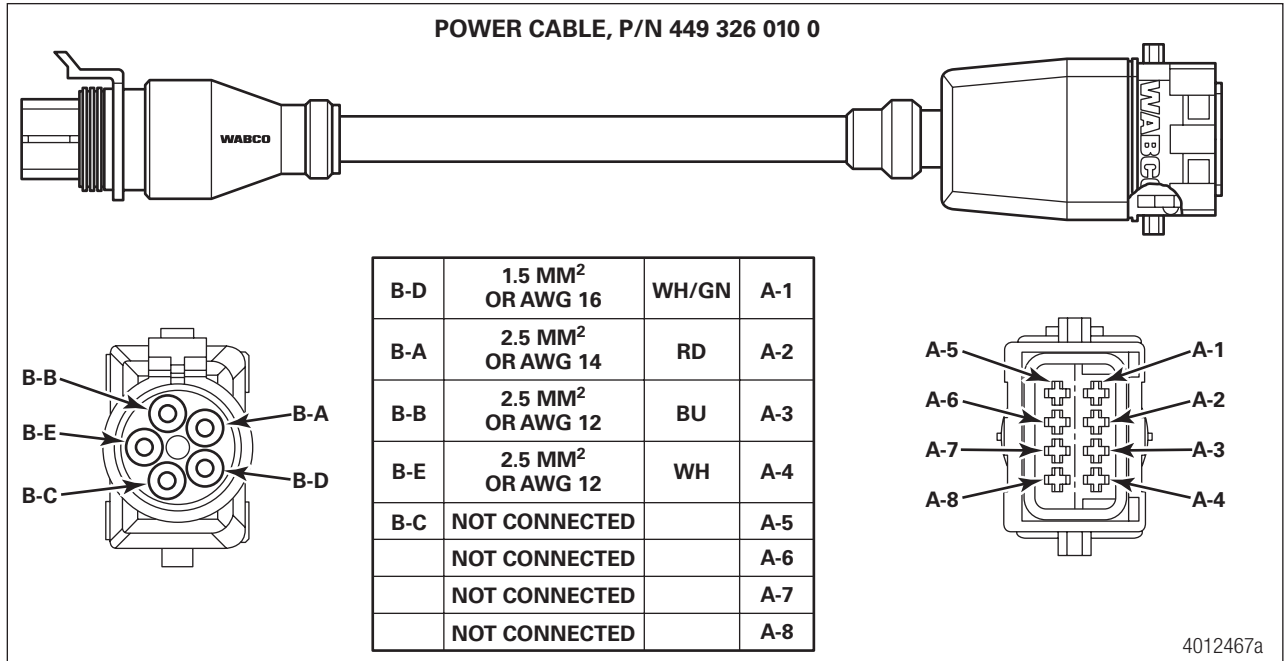 POWER CABLE, P/N 449 326 010 0
WABCO
WABCO
B-D 1.5 MM² OR AWG 16 WH/GN A-1
B-A 2.5 MM² OR AWG 14 RD A-2
B-B 2.5 MM² OR AWG 12 BU A-3
B-E 2.5 MM² OR AWG 12 WH A-4
B-C NOT CONNECTED A-5
NOT CONNECTED A-6
NOT CONNECTED A-7
NOT CONNECTED A-8
B-B
B-E
B-C
B-A
B-D
A-5
A-6
A-7
A-8
A-1
A-2
A-3
A-4
4012467a